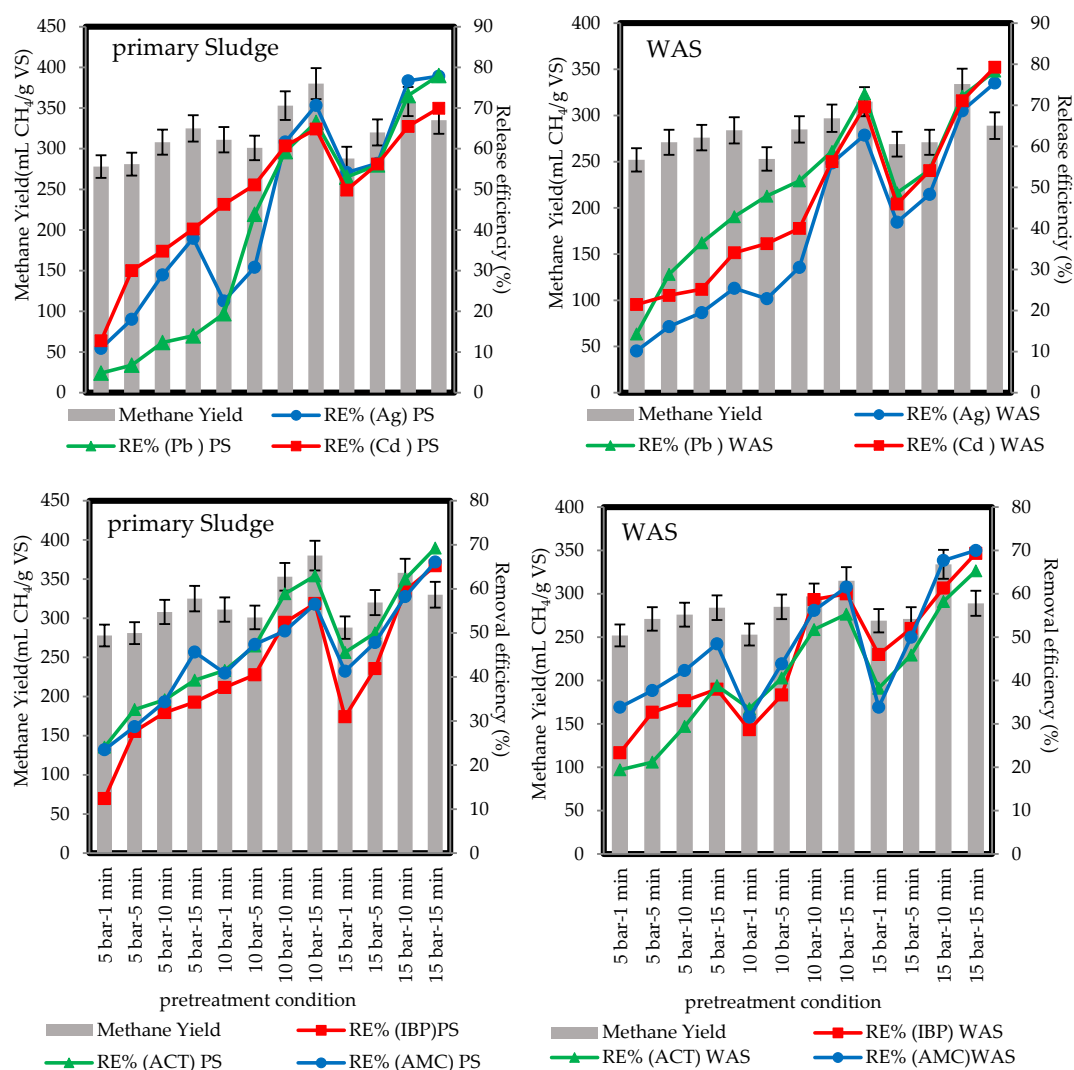 primary Sludge
Methane Yield(mL CH4/g VS)
450
400
350
300
250
200
150
100
50
0
90
80
70
60
50
40
30
20
10
0
Release efficiency (%)
Methane Yield
RE% (Ag) PS
RE% (Pb ) PS
RE% (Cd ) PS
WAS
Methane Yield(mL CH4/g VS)
400
350
300
250
200
150
100
50
0
90
80
70
60
50
40
30
20
10
0
Release efficiency (%)
Methane Yield
RE% (Ag) WAS
RE% (Pb ) WAS
RE% (Cd ) WAS
primary Sludge
Methane Yield(mL CH4/g VS)
450
400
350
300
250
200
150
100
50
0
80
70
60
50
40
30
20
10
0
Removal efficiency (%)
5 bar-1 min
5 bar-5 min
5 bar-10 min
5 bar-15 min
10 bar-1 min
10 bar-5 min
10 bar-10 min
10 bar-15 min
15 bar-1 min
15 bar-5 min
15 bar-10 min
15 bar-15 min
pretreatment condition
Methane Yield
RE% (IBP)PS
RE% (ACT) PS
RE% (AMC) PS
WAS
Methane Yield(mL CH4/g VS)
400
350
300
250
200
150
100
50
0
80
70
60
50
40
30
20
10
0
Removal efficiency (%)
5 bar-1 min
5 bar-5 min
5 bar-10 min
5 bar-15 min
10 bar-1 min
10 bar-5 min
10 bar-10 min
10 bar-15 min
15 bar-1 min
15 bar-5 min
15 bar-10 min
15 bar-15 min
pretreatment condition
Methane Yield
RE% (IBP) WAS
RE% (ACT) WAS
RE% (AMC)WAS